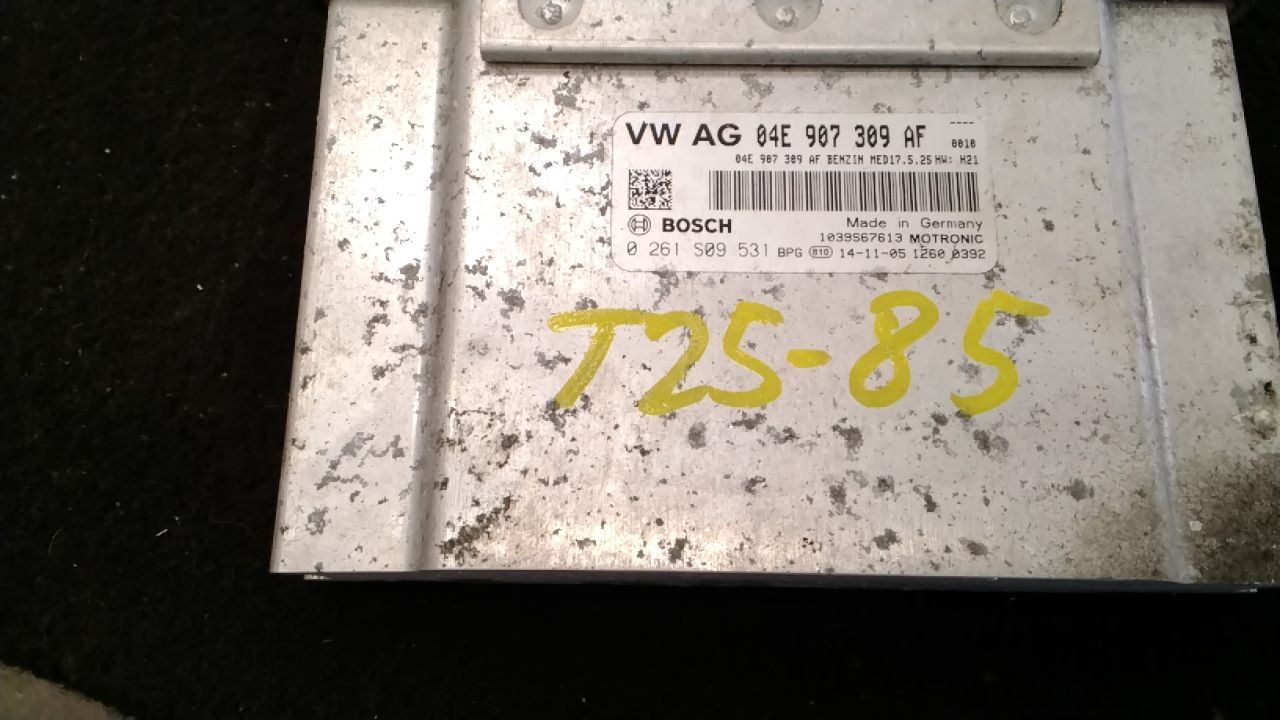 VW AG 04E 907 309 AF ----
0010
04E 907 309 AF BENZIN MED17.5.25 HW: H21
BOSCH Made in Germany
1039S67613 MOTRONIC
0 261 S09 531 BPG 810 14-11-05 1260 0392
T25-85